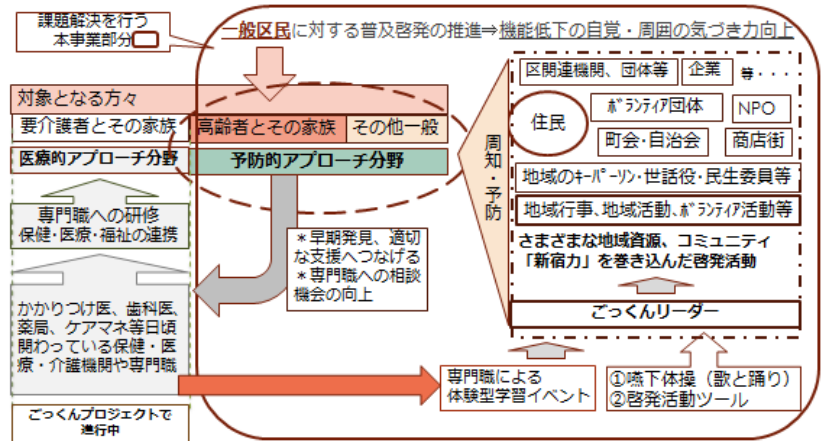 課題解決を行う
本事業部分
一般区民に対する普及啓発の推進⇒機能低下の自覚・周囲の気づき力向上
対象となる方々
要介護者とその家族
高齢者とその家族
その他一般
医療的アプローチ分野
予防的アプローチ分野
専門職への研修
保健・医療・福祉の連携
＊早期発見、適切
な支援へつなげる
＊専門職への相談
機会の向上
かかりつけ医、歯科医、
薬局、ケアマネ等日頃
関わっている保健・医
療・介護機関や専門職
ごっくんプロジェクトで
進行中
周知・予防
区関連機関、団体等
企業
等・・・・
住民
ﾎﾞﾗﾝティア団体
NPO
町会・自治会
商店街
地域のｷｰﾊﾟｰｿﾝ・世話役・民生委員等
地域行事、地域活動、ﾎﾞﾗﾝﾃｨｱ活動等
さまざまな地域資源、コミュニティ
「新宿力」を巻き込んだ啓発活動
ごっくんリーダー
専門職による
体験型学習イベント
①嚥下体操（歌と踊り）
②啓発活動ツール